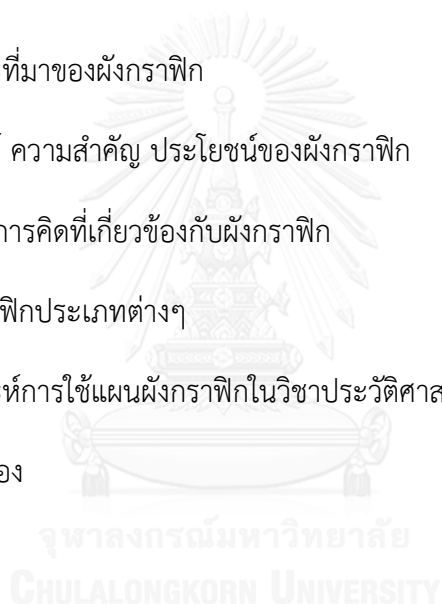 ที่มาของผังกราฟิก
ความสำคัญ ประโยชน์ของผังกราฟิก
การคิดที่เกี่ยวข้องกับผังกราฟิก
ฟิกประเภทต่างๆ
ห์การใช้แผนผังกราฟิกในวิชาประวัติศาส
อง
จุฬาลงกรณ์มหาวิทยาลัย
CHULALONGKORN UNIVERSITY